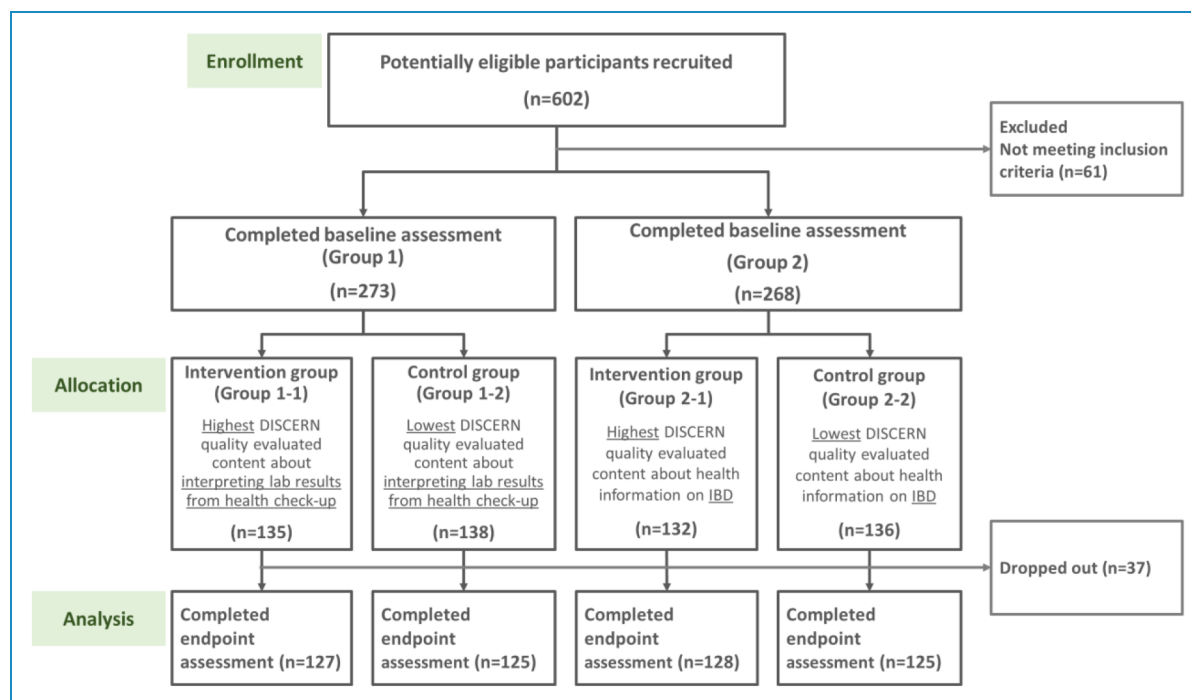 Enrollment
Potentially eligible participants recruited
(n=602)
Excluded
Not meeting inclusion
criteria (n=61)
Completed baseline assessment
(Group 1)
(n=273)
Completed baseline assessment
(Group 2)
(n=268)
Allocation
Intervention group
(Group 1-1)
Highest DISCERN
quality evaluated
content about
interpreting lab results
from health check-up
(n=135)
Control group
(Group 1-2)
Lowest DISCERN
quality evaluated
content about
interpreting lab results
from health check-up
(n=138)
Intervention group
(Group 2-1)
Highest DISCERN
quality evaluated
content about health
information on IBD
(n=132)
Control group
(Group 2-2)
Lowest DISCERN
quality evaluated
content about health
information on IBD
(n=136)
Dropped out (n=37)
Analysis
Completed
endpoint
assessment (n=127)
Completed
endpoint
assessment (n=125)
Completed
endpoint
assessment (n=128)
Completed
endpoint
assessment (n=125)